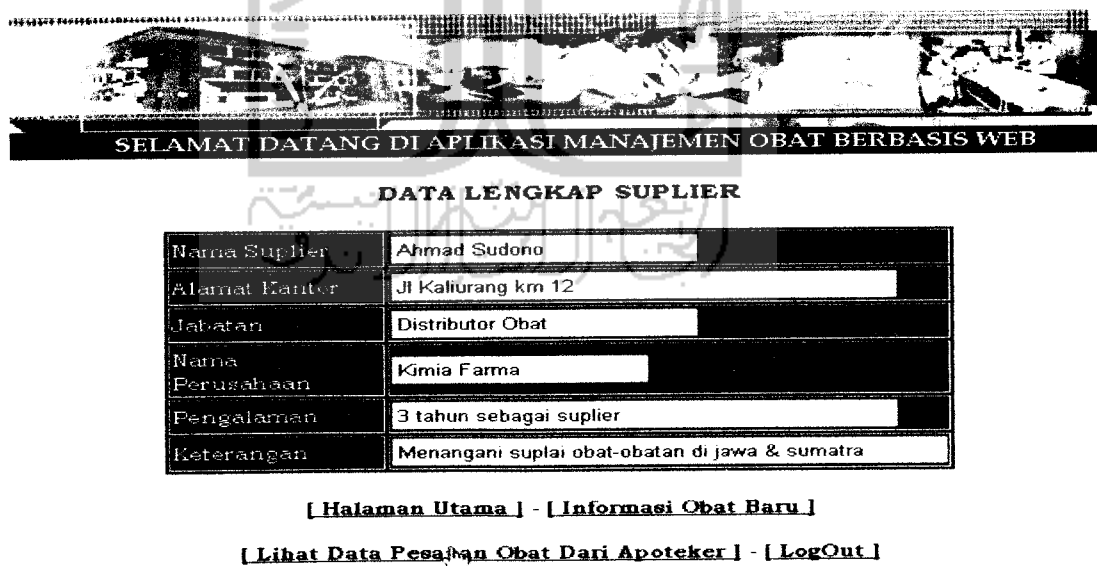 SELAMAT DATANG DI APLIKASI MANAJEMEN OBAT BERBASIS WEB
DATA LENGKAP SUPLIER
Nama Suplier Ahmad Sudono
Alamat Kantor Jl Kaliurang km 12
Jabatan Distributor Obat
Nama
Perusahaan Kimia Farma
Pengalaman 3 tahun sebagai suplier
Keterangan Menangani suplai obat-obatan di jawa & sumatra
[ Halaman Utama ] - [ Informasi Obat Baru ]
[ Lihat Data Pesanan Obat Dari Apoteker ] - [ LogOut ]